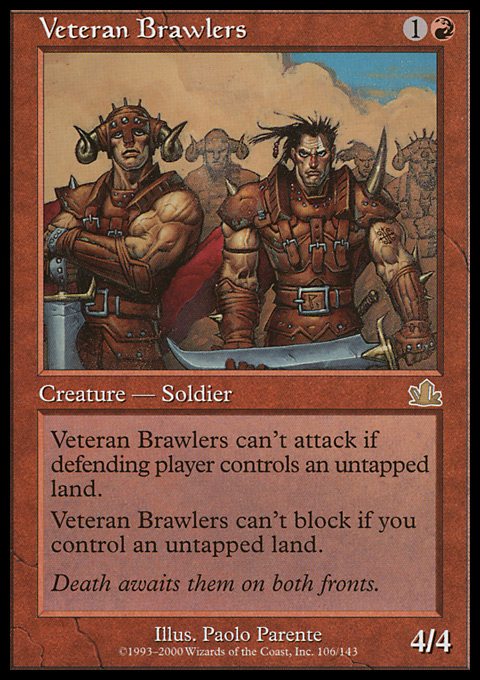 Veteran Brawlers 1
Creature — Soldier
Veteran Brawlers can't attack if
defending player controls an untapped
land.
Veteran Brawlers can't block if you
control an untapped land.
Death awaits them on both fronts.
Illus. Paolo Parente
©1993–2000 Wizards of the Coast, Inc. 106/143
4/4